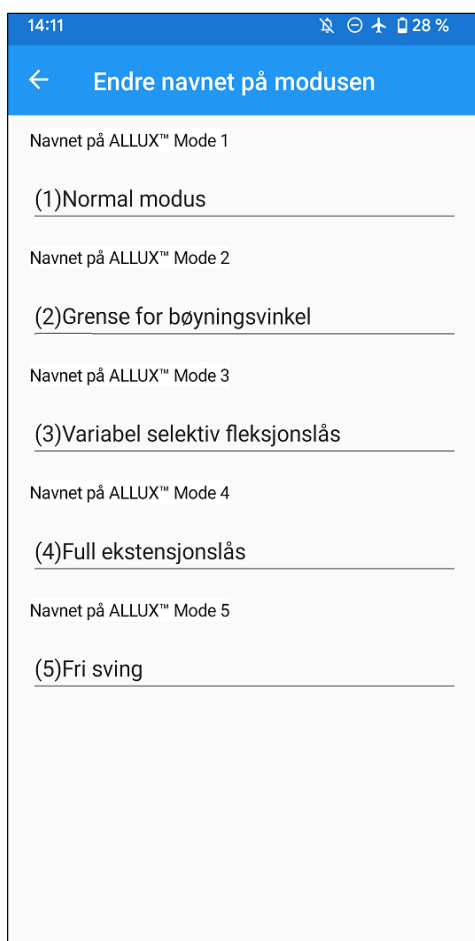 14:11 28 %
Endre navnet på modusen
Navnet på ALLUX™ Mode 1
(1)Normal modus
Navnet på ALLUX™ Mode 2
(2)Grense for bøyningsvinkel
Navnet på ALLUX™ Mode 3
(3)Variabel selektiv fleksjonslås
Navnet på ALLUX™ Mode 4
(4)Full ekstensjonslås
Navnet på ALLUX™ Mode 5
(5)Fri sving